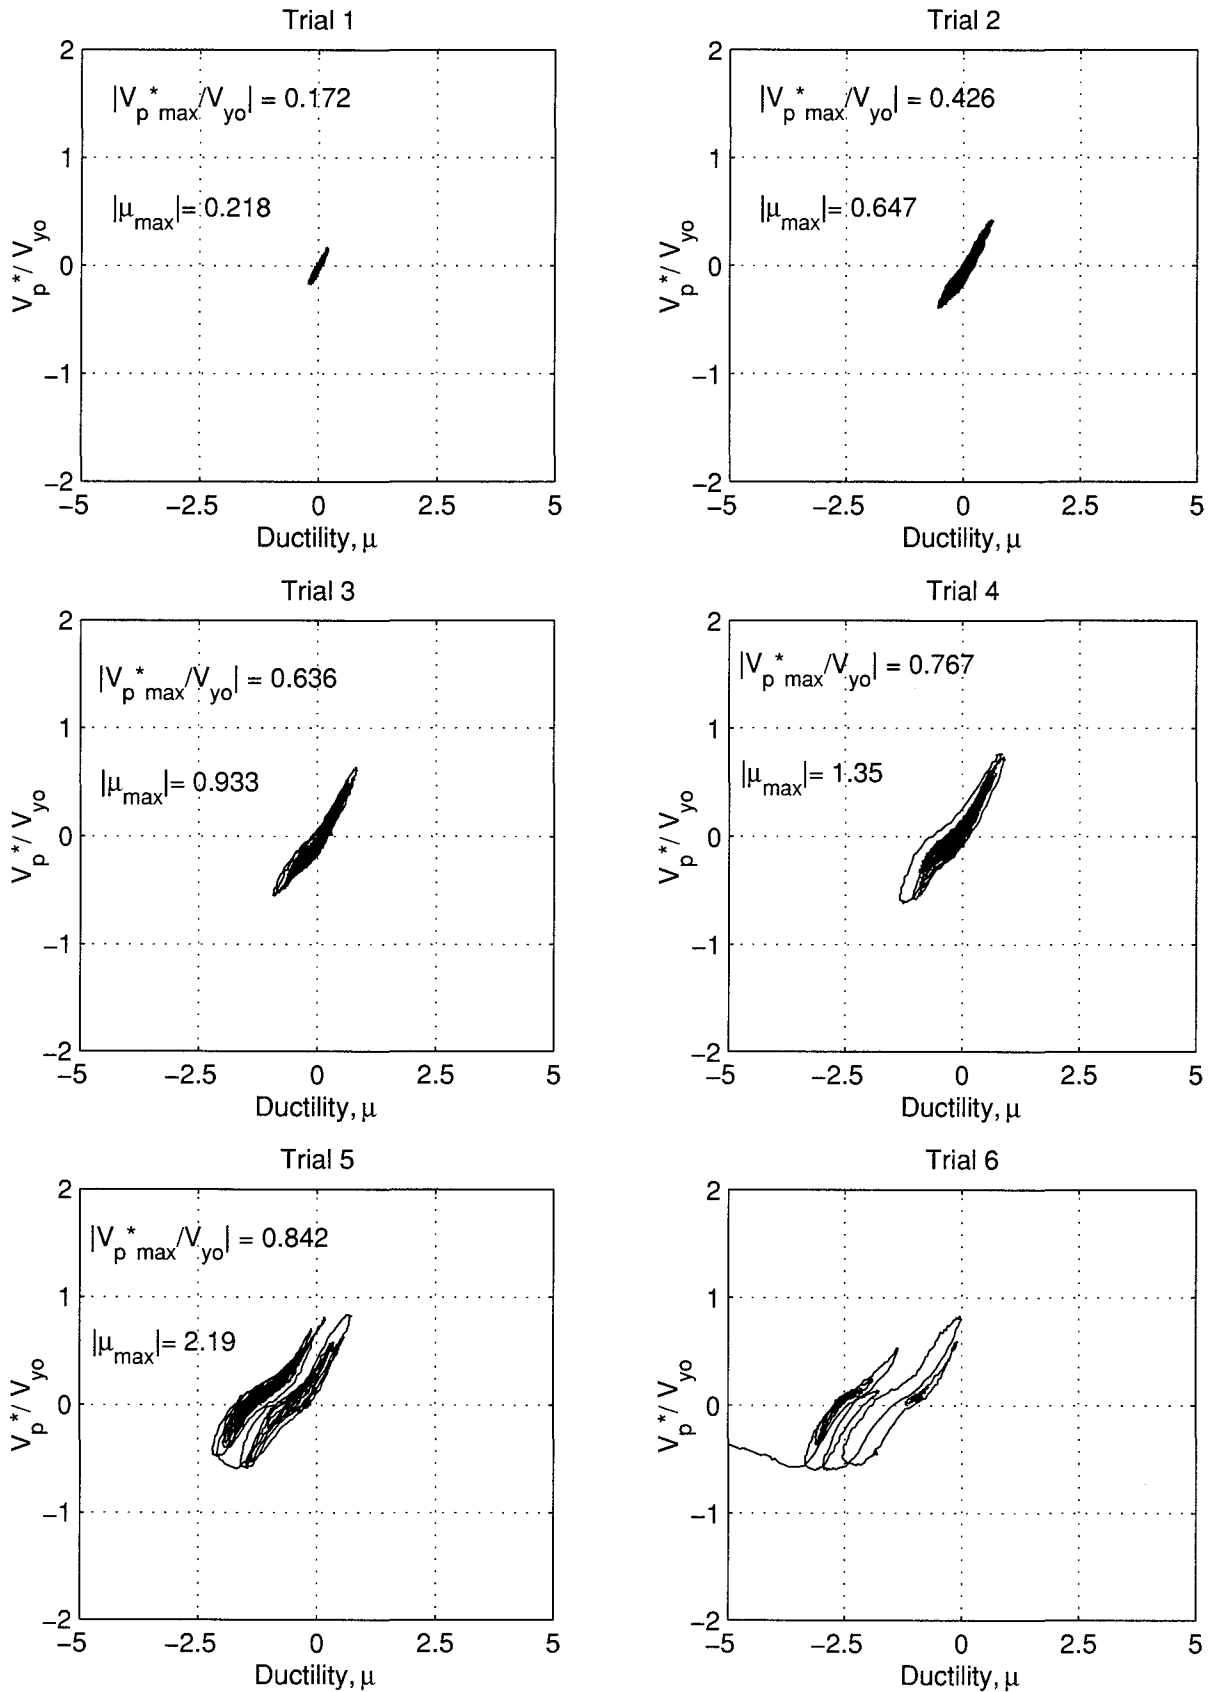 Trial 1
2
|Vp*max/Vyo| = 0.172
1
|μmax|= 0.218
0
−1
−2
Vp*/ Vyo
−5 −2.5 0 2.5 5
Ductility, μ
Trial 2
2
|Vp*max/Vyo| = 0.426
1
|μmax|= 0.647
0
−1
−2
Vp*/ Vyo
−5 −2.5 0 2.5 5
Ductility, μ
Trial 3
2
|Vp*max/Vyo| = 0.636
1
|μmax|= 0.933
0
−1
−2
Vp*/ Vyo
−5 −2.5 0 2.5 5
Ductility, μ
Trial 4
2
|Vp*max/Vyo| = 0.767
1
|μmax|= 1.35
0
−1
−2
Vp*/ Vyo
−5 −2.5 0 2.5 5
Ductility, μ
Trial 5
2
|Vp*max/Vyo| = 0.842
1
|μmax|= 2.19
0
−1
−2
Vp*/ Vyo
−5 −2.5 0 2.5 5
Ductility, μ
Trial 6
2
1
0
−1
−2
Vp*/ Vyo
−5 −2.5 0 2.5 5
Ductility, μ